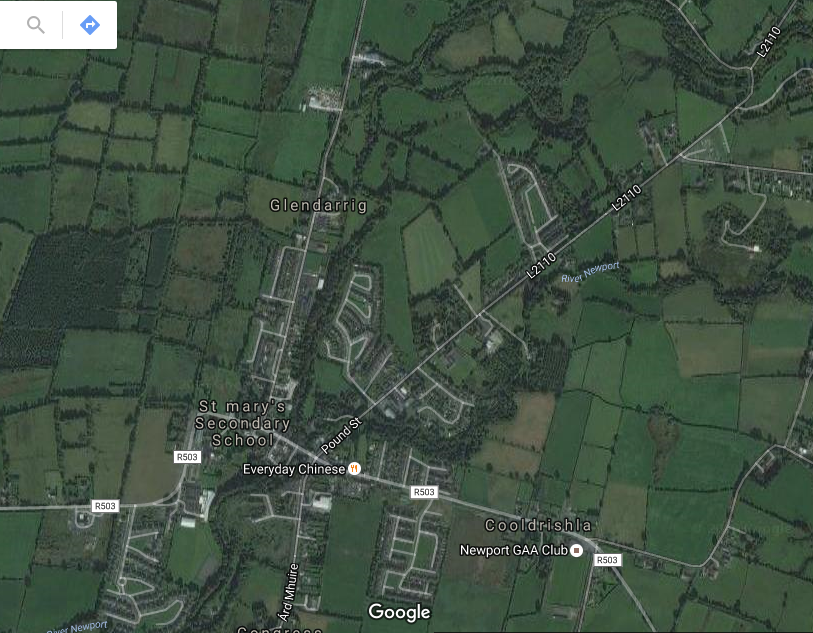 L2110
Glendarrig
L2110
L2110
River Newport
St mary's
Secondary
School
Pound St
R503
Everyday Chinese
R503
R503
Cooldrishla
Newport GAA Club
R503
Árd Mhuire
Google
River Newport